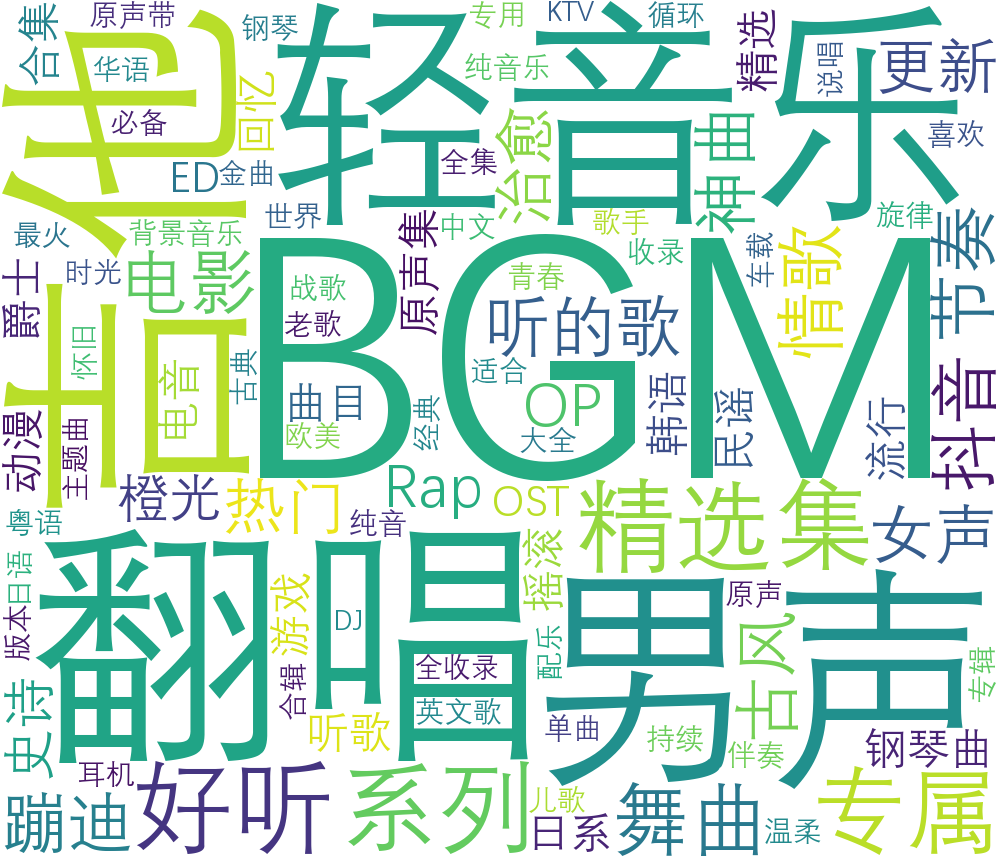 原声带
钢琴
专用
KTV
循环
合集
华语
纯音乐
精选
说唱
更新
必备
回忆
吉他
轻音乐
ED
金曲
全集
治愈
神曲
喜欢
最火
背景音乐
世界
中文
歌手
收录
旋律
爵士
时光
电影
战歌
原声集
青春
听的歌
车载
情歌
节奏
老歌
BGM
怀旧
电音
古典
曲目
适合
OP
韩语
民谣
流行
抖音
动漫
主题曲
欧美
经典
大全
橙光
热门
Rap
OST
精选集
女声
粤语
纯音
翻唱
摇滚
男声
日语
版本
游戏
DJ
原声
古风
配乐
专辑
史诗
合辑
全收录
英文歌
听歌
单曲
持续
伴奏
钢琴曲
耳机
蹦迪
好听
系列
儿歌
日系
舞曲
温柔
专属